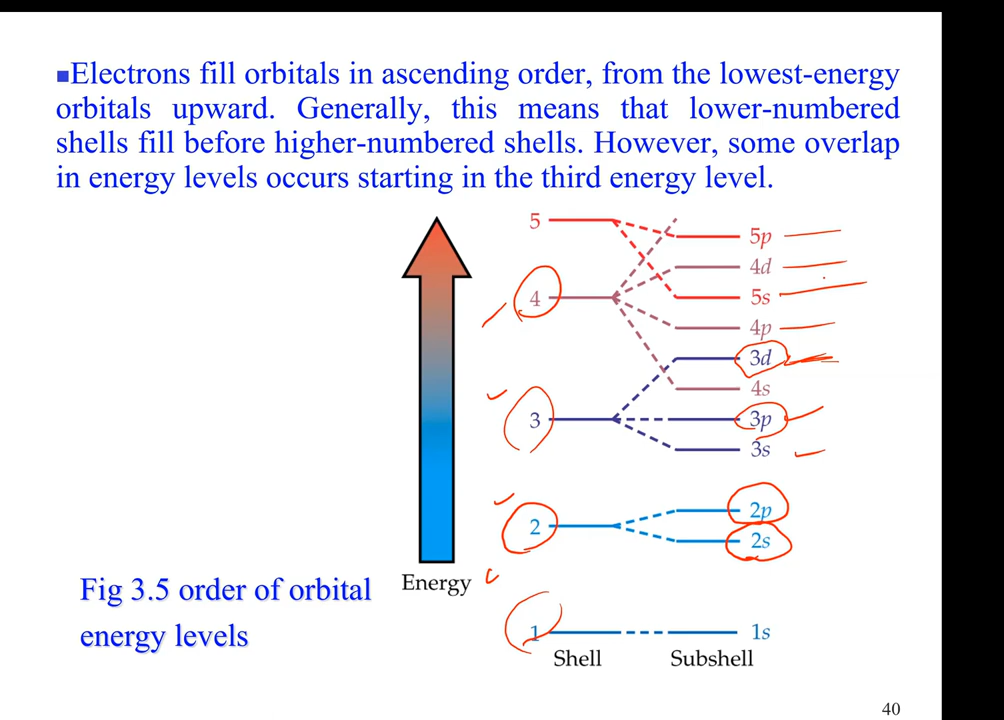 ▪Electrons fill orbitals in ascending order, from the lowest-energy
orbitals upward. Generally, this means that lower-numbered
shells fill before higher-numbered shells. However, some overlap
in energy levels occurs starting in the third energy level.
5
5p
4d
4
5s
4p
3d
4s
3
3p
3s
2p
2
2s
Energy
Fig 3.5 order of orbital
energy levels
1
1s
Shell
Subshell
40